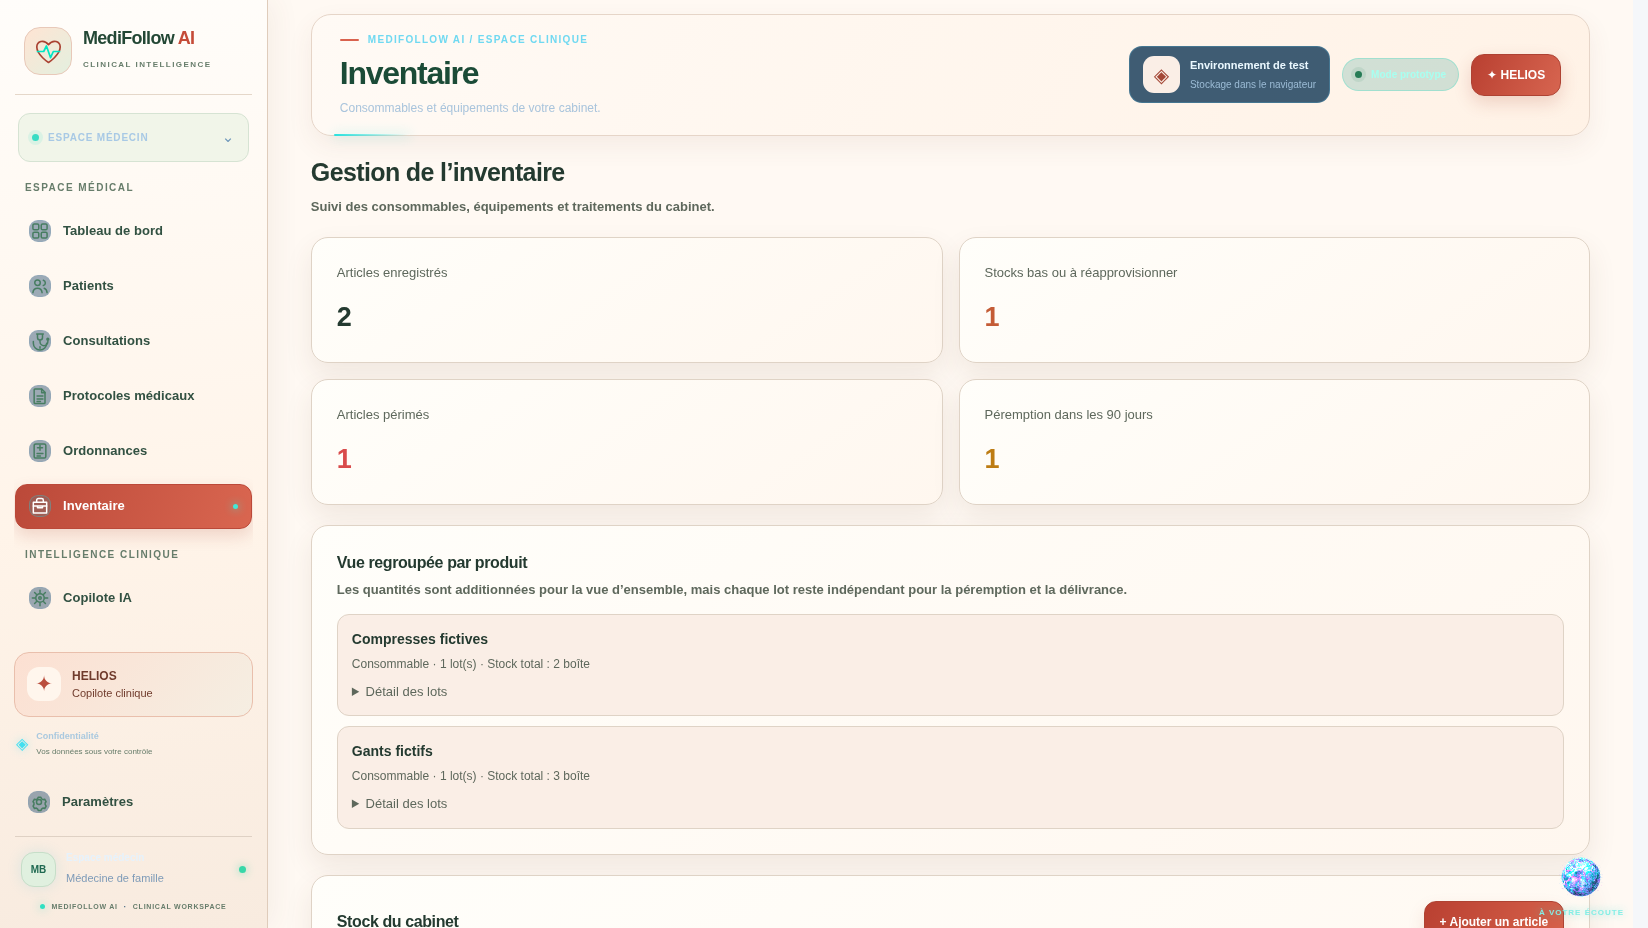 MediFollow AI
CLINICAL INTELLIGENCE
ESPACE MÉDECIN
ESPACE MÉDICAL
Tableau de bord
Patients
Consultations
Protocoles médicaux
Ordonnances
Inventaire
INTELLIGENCE CLINIQUE
Copilote IA
HELIOS
Copilote clinique
Confidentialité
Vos données sous votre contrôle
Paramètres
MB
Médecine de famille
MEDIFOLLOW AI · CLINICAL WORKSPACE
MEDIFOLLOW AI / ESPACE CLINIQUE
Inventaire
Consommables et équipements de votre cabinet.
Environnement de test
Stockage dans le navigateur
Mode prototype
✦ HELIOS
Gestion de l’inventaire
Suivi des consommables, équipements et traitements du cabinet.
Articles enregistrés
2
Stocks bas ou à réapprovisionner
1
Articles périmés
1
Péremption dans les 90 jours
1
Vue regroupée par produit
Les quantités sont additionnées pour la vue d’ensemble, mais chaque lot reste indépendant pour la péremption et la délivrance.
Compresses fictives
Consommable · 1 lot(s) · Stock total : 2 boîte
Détail des lots
Gants fictifs
Consommable · 1 lot(s) · Stock total : 3 boîte
Détail des lots
Stock du cabinet
+ Ajouter un article
À VOTRE ÉCOUTE